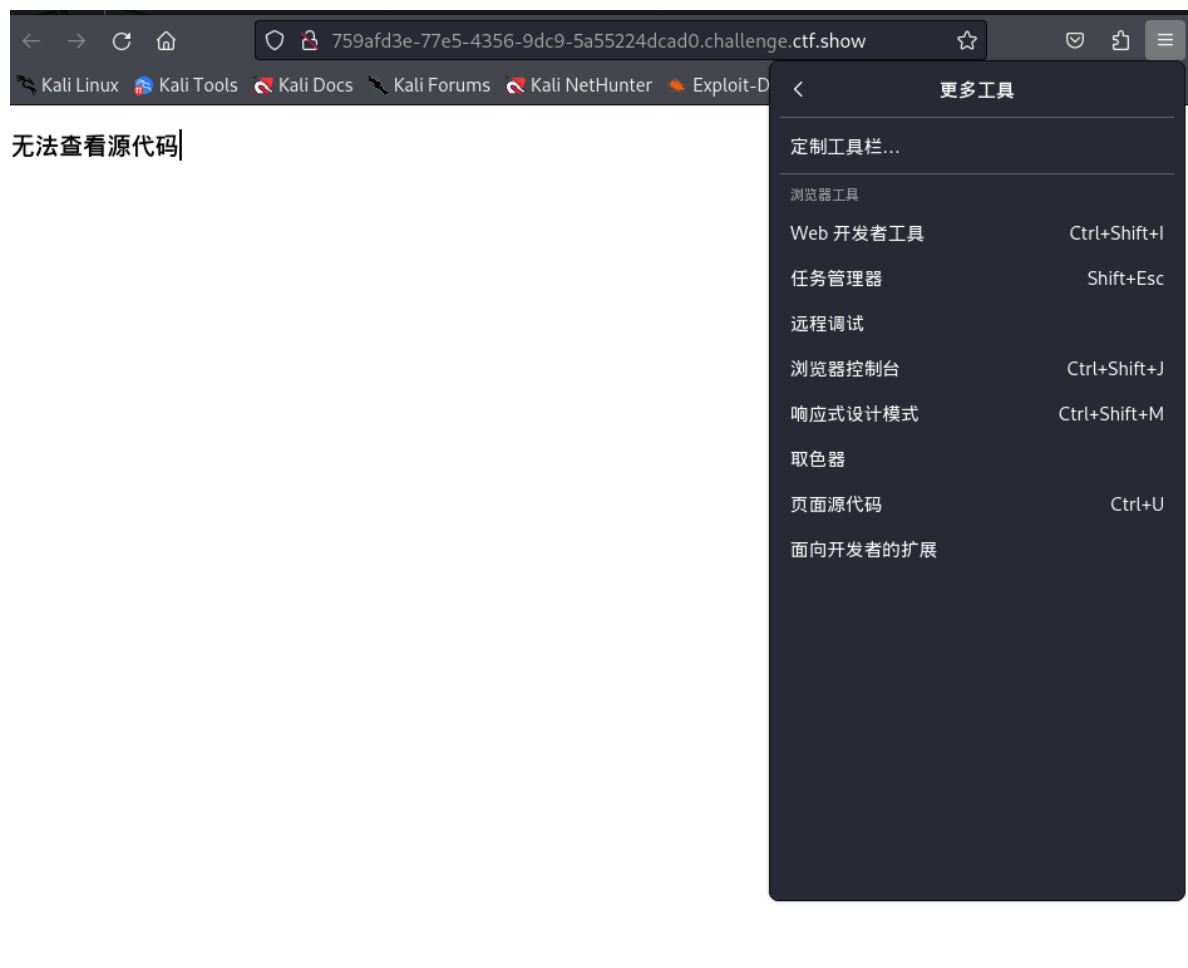 759afd3e-77e5-4356-9dc9-5a55224dcad0.challenge.ctf.show
Kali Linux Kali Tools Kali Docs Kali Forums Kali NetHunter Exploit-D
无法查看源代码
更多工具
定制工具栏...
浏览器工具
Web 开发者工具 Ctrl+Shift+I
任务管理器 Shift+Esc
远程调试
浏览器控制台 Ctrl+Shift+J
响应式设计模式 Ctrl+Shift+M
取色器
页面源代码 Ctrl+U
面向开发者的扩展